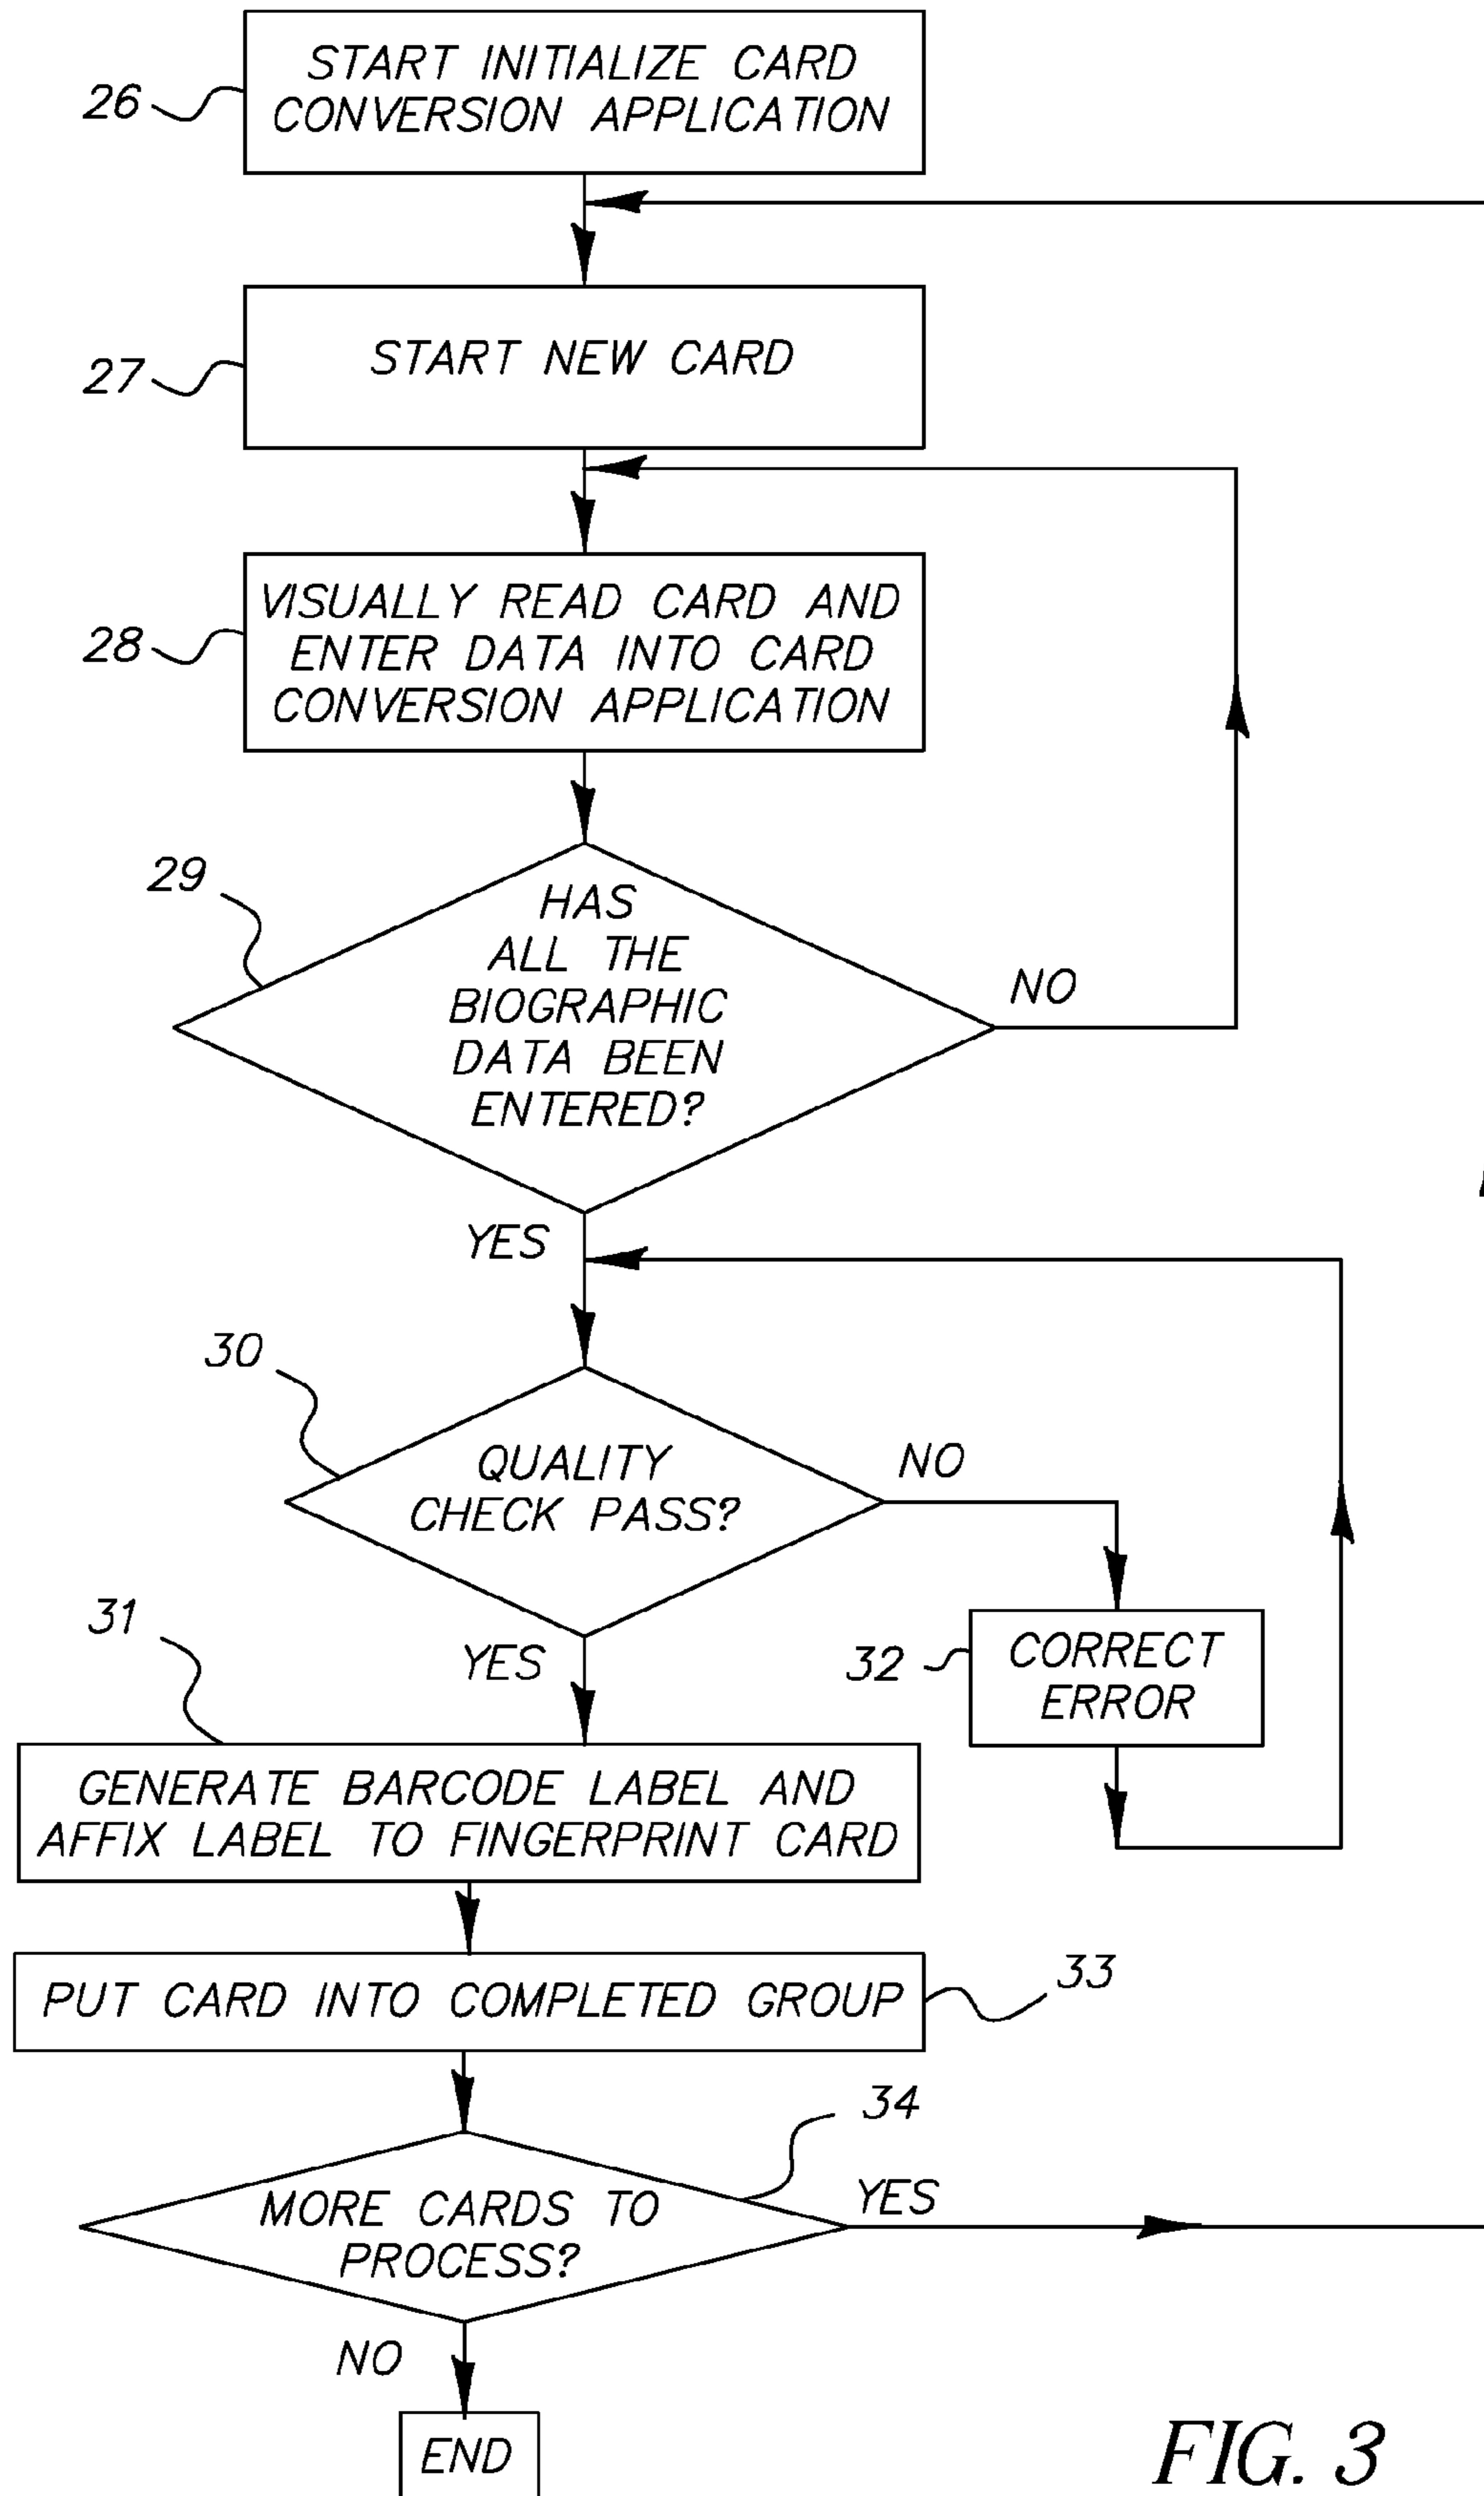 START INITIALIZE CARD
CONVERSION APPLICATION
26
START NEW CARD
27
VISUALLY READ CARD AND
ENTER DATA INTO CARD
CONVERSION APPLICATION
28
29
HAS
ALL THE
BIOGRAPHIC
DATA BEEN
ENTERED?
NO
YES
30
QUALITY
CHECK PASS?
NO
YES
31
32
CORRECT
ERROR
GENERATE BARCODE LABEL AND
AFFIX LABEL TO FINGERPRINT CARD
PUT CARD INTO COMPLETED GROUP
33
34
MORE CARDS TO
PROCESS?
YES
NO
END
FIG. 3